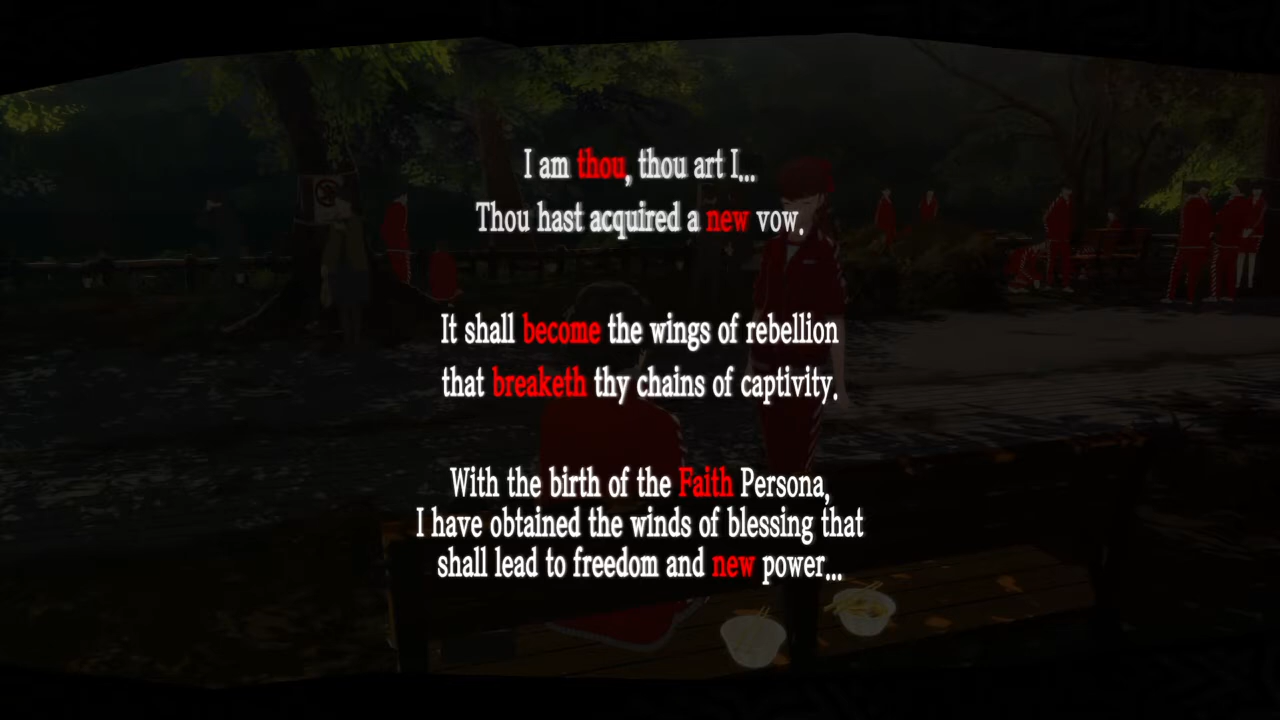 I am thou, thou art I...
Thou hast acquired a new vow.
It shall become the wings of rebellion
that breaketh thy chains of captivity.
With the birth of the Faith Persona,
I have obtained the winds of blessing that
shall lead to freedom and new power...